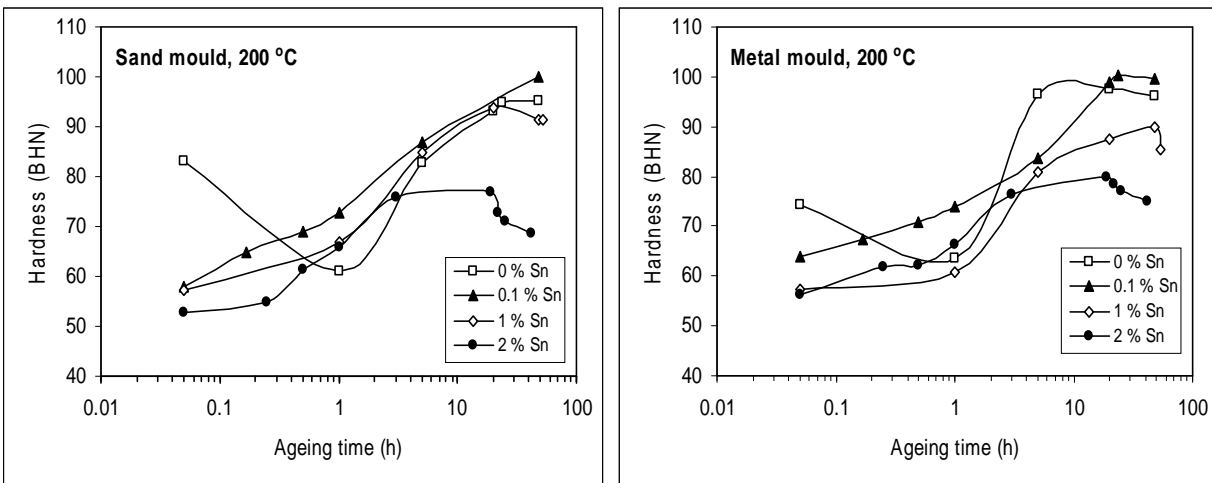 Sand mould, 200 °C
Hardness (BHN)
110
100
90
80
70
60
50
40
0.01
0.1
1
10
100
Ageing time (h)
0 % Sn
0.1 % Sn
1 % Sn
2 % Sn
Metal mould, 200 °C
Hardness (BHN)
110
100
90
80
70
60
50
40
0.01
0.1
1
10
100
Ageing time (h)
0 % Sn
0.1 % Sn
1 % Sn
2 % Sn